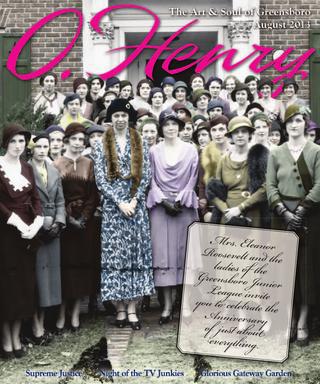 O.Henry
The Art & Soul of Greensboro
August 2013
Mrs. Eleanor
Roosevelt and the
ladies of the
Greensboro Junior
League invite
you to celebrate the
Anniversary
of just about
everything.
Supreme Justice
Night of the TV Junkies
Glorious Gateway Garden